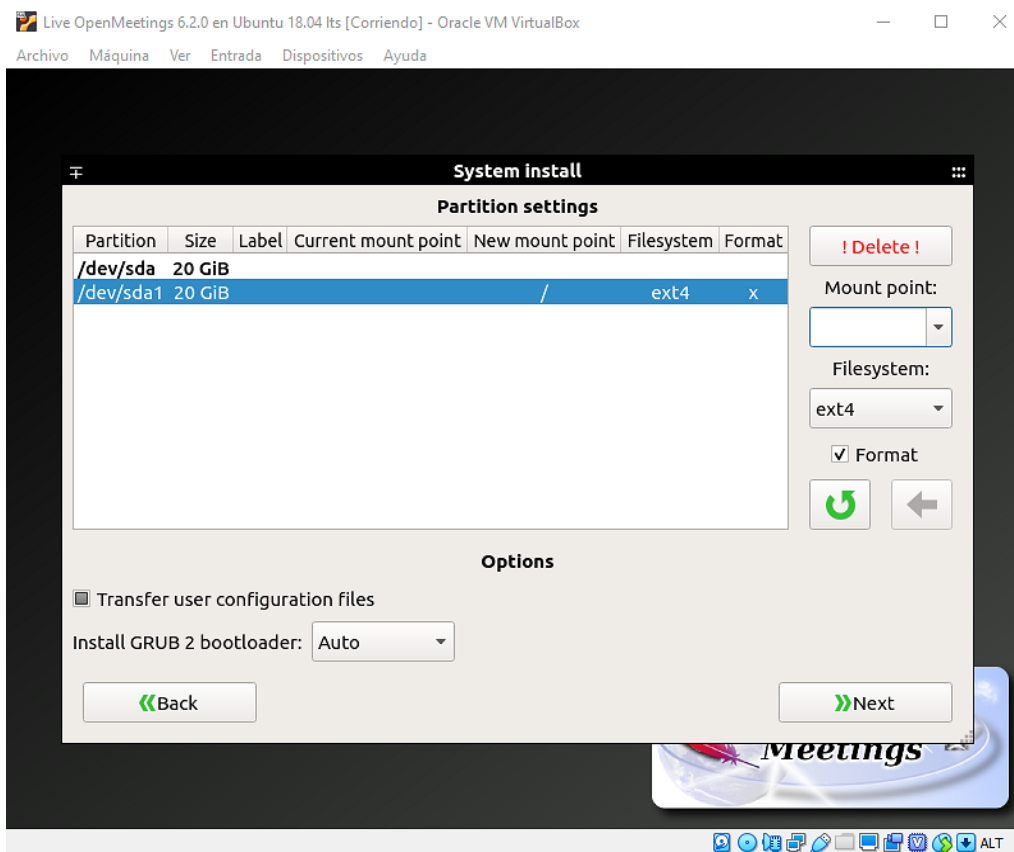 Live OpenMeetings 6.2.0 en Ubuntu 18.04 lts [Corriendo] - Oracle VM VirtualBox
Archivo Máquina Ver Entrada Dispositivos Ayuda
System install
Partition settings
Partition Size Label Current mount point New mount point Filesystem Format
/dev/sda 20 GiB
/dev/sda1 20 GiB / ext4 x
! Delete !
Mount point:
Filesystem:
ext4
Format
Options
Transfer user configuration files
Install GRUB 2 bootloader: Auto
Back
Next
Meetings
ALT